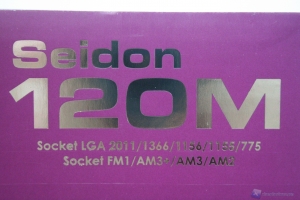 Seidon
120M
Socket LGA 2011/1366/1156/1155/775
Socket FM1/AM3+/AM3/AM2